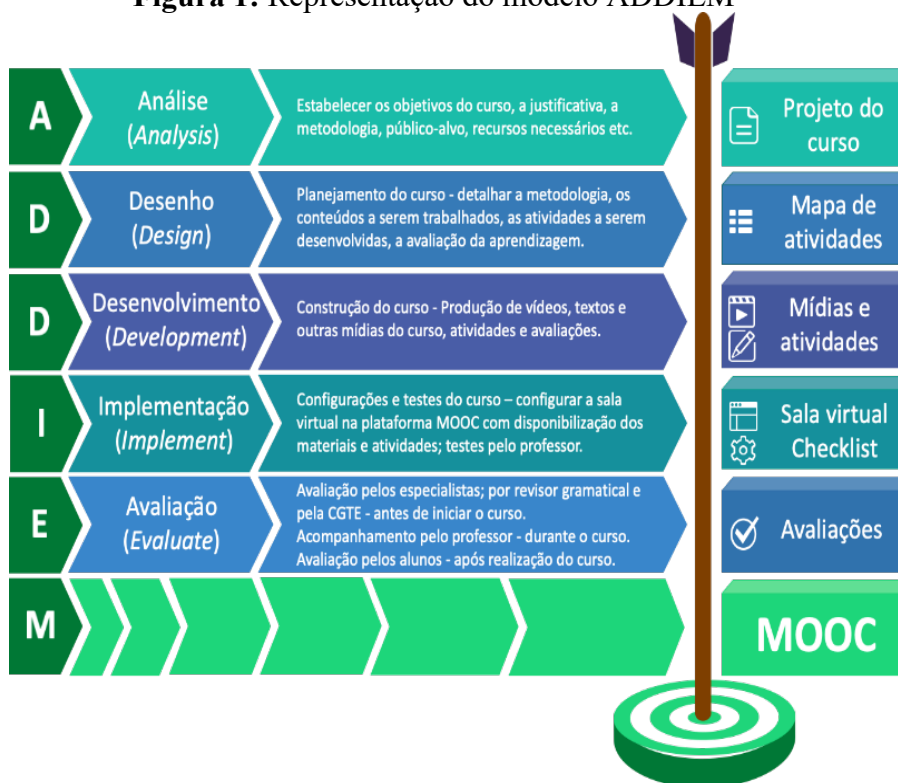 Figura 1: Representação do modelo ADDIEM
A
Análise
(Analysis)
Estabelecer os objetivos do curso, a justificativa, a
metodologia, público-alvo, recursos necessários etc.
Projeto do
curso
D
Desenho
(Design)
Planejamento do curso - detalhar a metodologia, os
conteúdos a serem trabalhados, as atividades a serem
desenvolvidas, a avaliação da aprendizagem.
Mapa de
atividades
D
Desenvolvimento
(Development)
Construção do curso - Produção de vídeos, textos e
outras mídias do curso, atividades e avaliações.
Mídias e
atividades
I
Implementação
(Implement)
Configurações e testes do curso – configurar a sala
virtual na plataforma MOOC com disponibilização dos
materiais e atividades; testes pelo professor.
Sala virtual
Checklist
E
Avaliação
(Evaluate)
Avaliação pelos especialistas; por revisor gramatical e
pela CGTE - antes de iniciar o curso.
Acompanhamento pelo professor - durante o curso.
Avaliação pelos alunos - após realização do curso.
Avaliações
M
MOOC